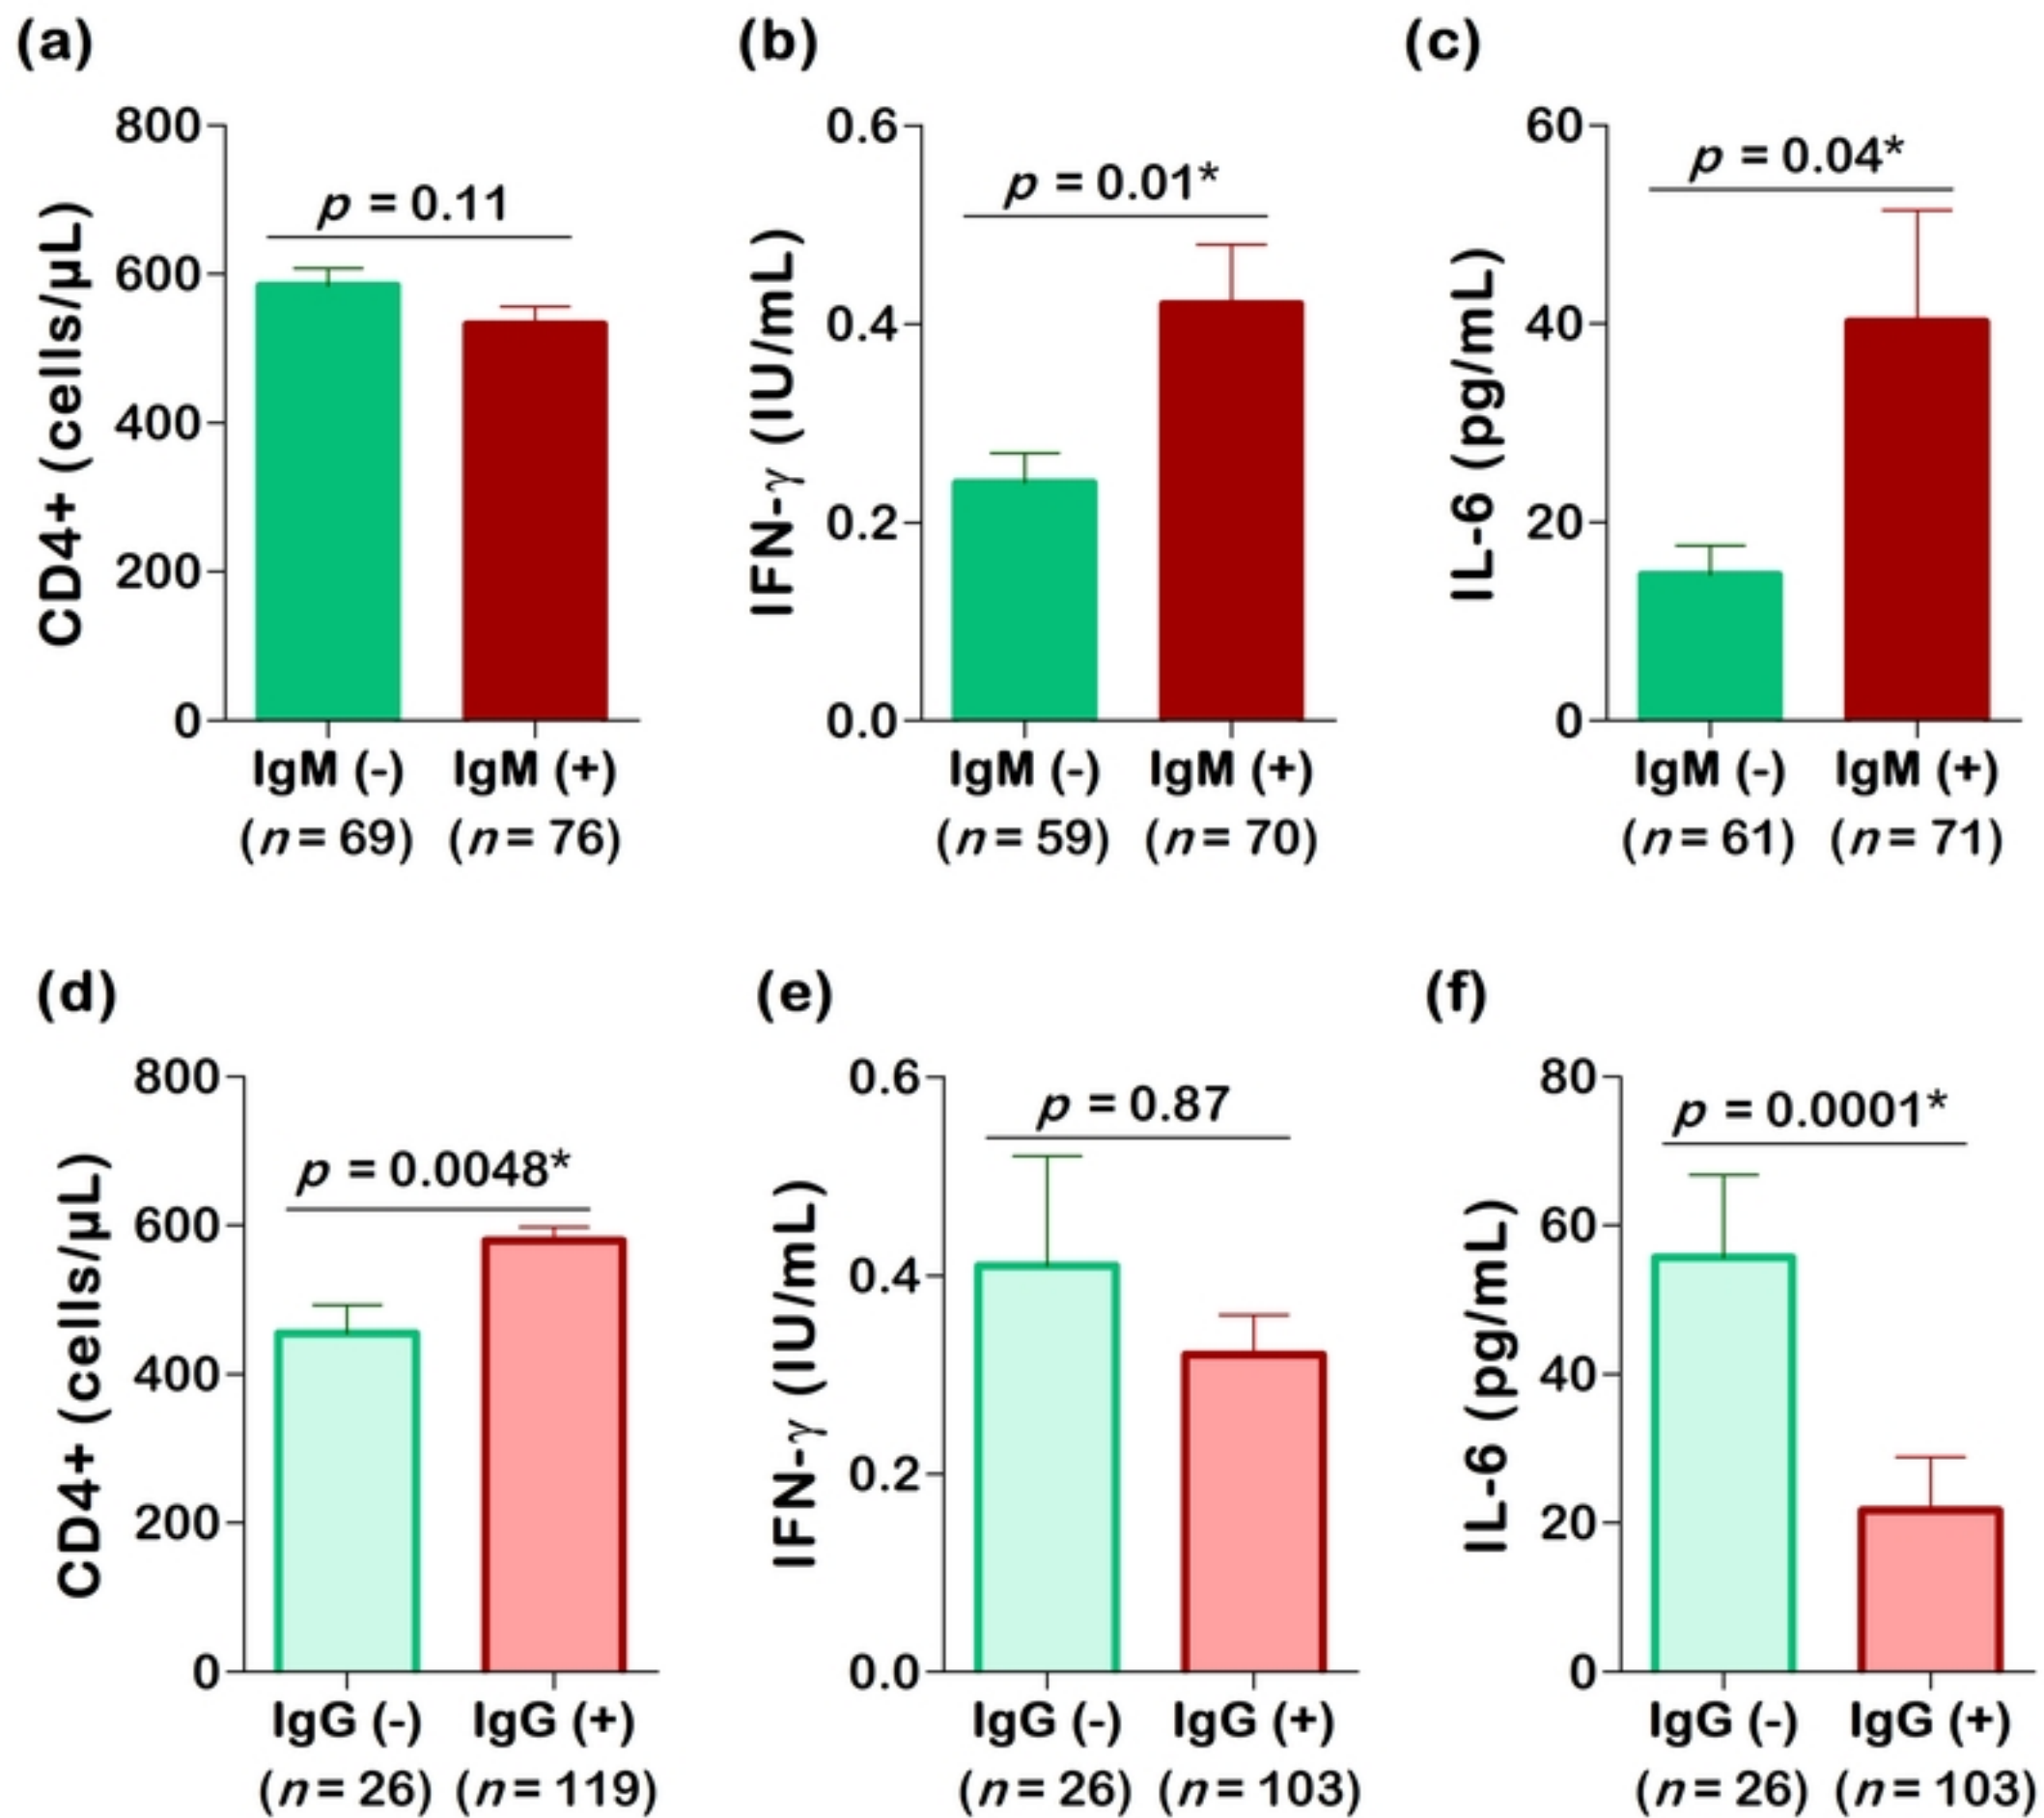 (a)
(b)
(c)
800
600
400
200
0
CD4+ (cells/µL)
p = 0.11
IgM (-) IgM (+)
(n = 69) (n = 76)
0.6
0.4
0.2
0.0
IFN-γ (IU/mL)
p = 0.01*
IgM (-) IgM (+)
(n = 59) (n = 70)
60
40
20
0
IL-6 (pg/mL)
p = 0.04*
IgM (-) IgM (+)
(n = 61) (n = 71)
(d)
(e)
(f)
800
600
400
200
0
CD4+ (cells/µL)
p = 0.0048*
IgG (-) IgG (+)
(n = 26) (n = 119)
0.6
0.4
0.2
0.0
IFN-γ (IU/mL)
p = 0.87
IgG (-) IgG (+)
(n = 26) (n = 103)
80
60
40
20
0
IL-6 (pg/mL)
p = 0.0001*
IgG (-) IgG (+)
(n = 26) (n = 103)